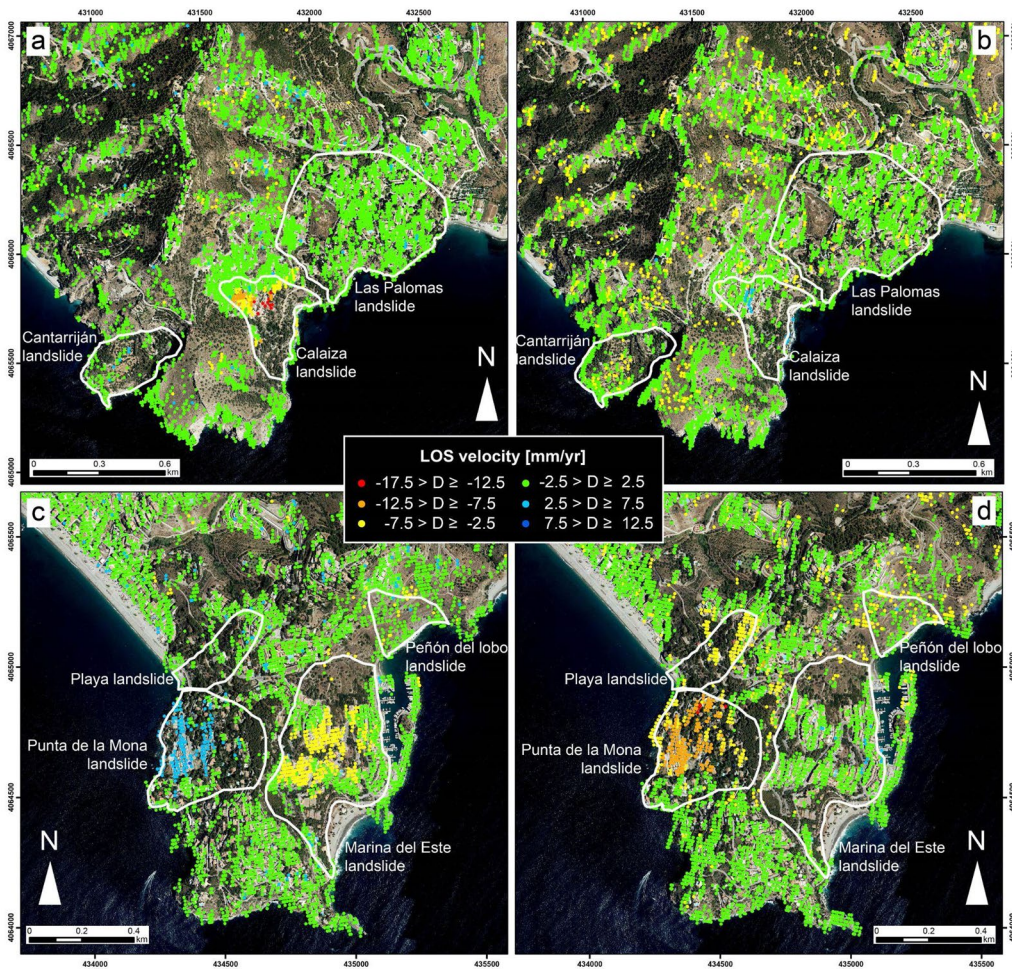 431000
431500
432000
432500
431000
431500
432000
432500
a
b
4067000
4066500
4066000
4065500
4065000
Las Palomas
landslide
Cantarriján
landslide
Calaiza
landslide
N
0
0.3
0.6
km
Las Palomas
landslide
Cantarriján
landslide
Calaiza
landslide
N
0
0.3
0.6
km
LOS velocity [mm/yr]
-17.5 > D ≥ -12.5
-2.5 > D ≥ 2.5
-12.5 > D ≥ -7.5
2.5 > D ≥ 7.5
-7.5 > D ≥ -2.5
7.5 > D ≥ 12.5
c
d
4065500
4065000
4064500
4064000
Peñón del lobo
landslide
Playa landslide
Punta de la Mona
landslide
Marina del Este
landslide
N
0
0.2
0.4
km
Peñón del lobo
landslide
Playa landslide
Punta de la Mona
landslide
Marina del Este
landslide
N
0
0.2
0.4
km
434000
434500
435000
435500
434000
434500
435000
435500